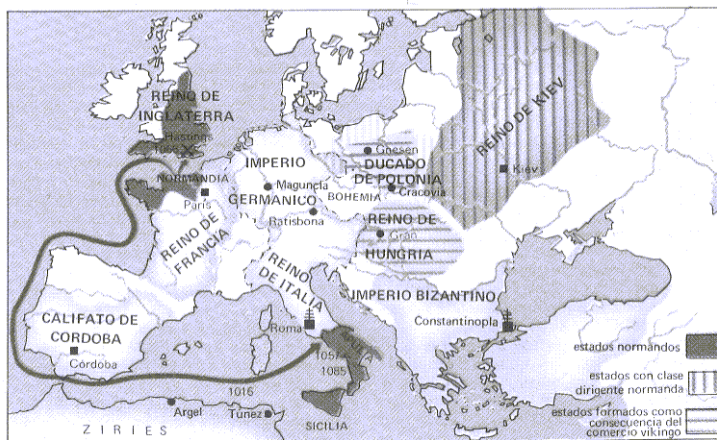 REINO DE
INGLATERRA
Hastings
NORMANDIA
París
REINO DE
FRANCIA
IMPERIO
GERMANICO
Maguncia
Ratisbona
BOHEMIA
Gnesen
DUCADO
DE POLONIA
Cracovia
REINO DE KIEV
Kiev
REINO DE
Gran
HUNGRIA
REINO
DE ITALIA
Roma
IMPERIO BIZANTINO
Constantinopla
CALIFATO DE
CORDOBA
Córdoba
APULIA
1057
1085
1016
SICILIA
Argel
Tunez
ZIRIES
estados normandos
estados con clase
dirigente normanda
estados formados como
consecuencia del
comercio vikingo